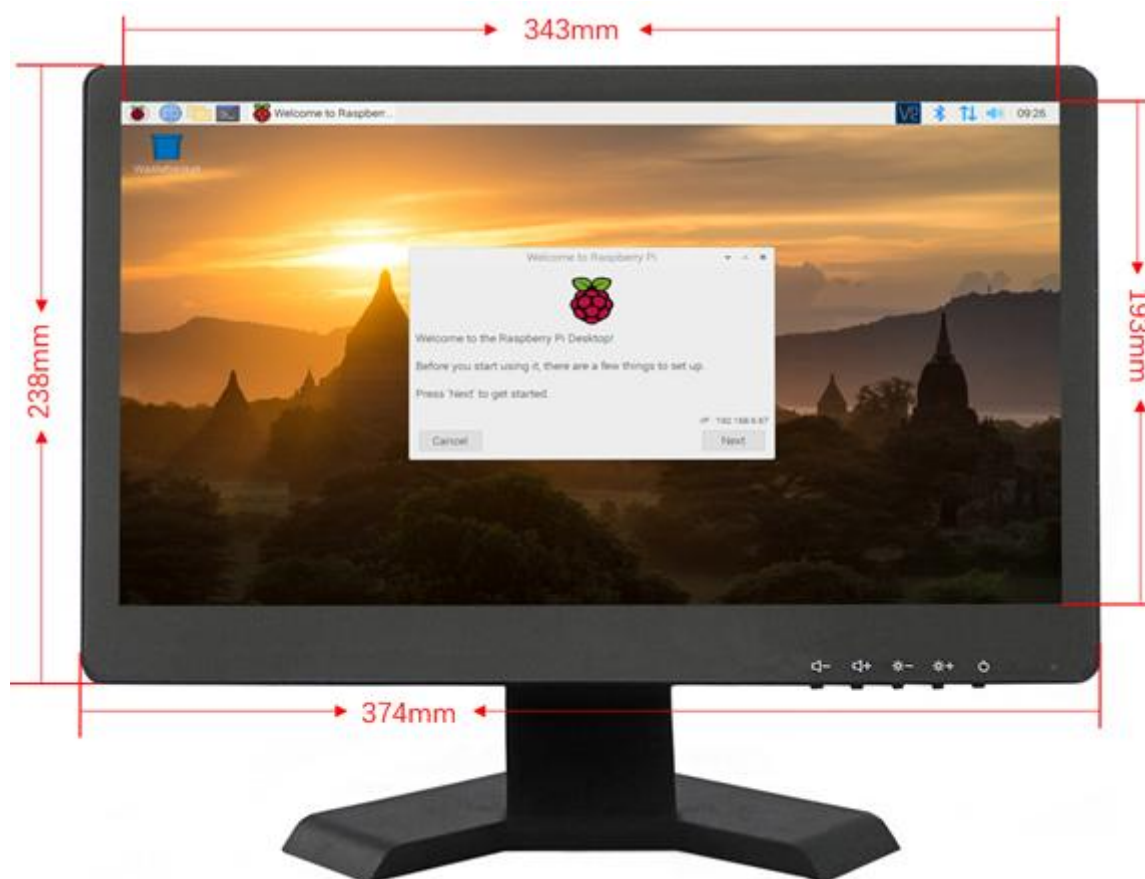 343mm
Welcome to Raspberr...
09:26
Wastebasket
Welcome to Raspberry Pi
Welcome to the Raspberry Pi Desktop!
Before you start using it, there are a few things to set up.
Press 'Next' to get started.
Cancel
Next
238mm
193mm
374mm